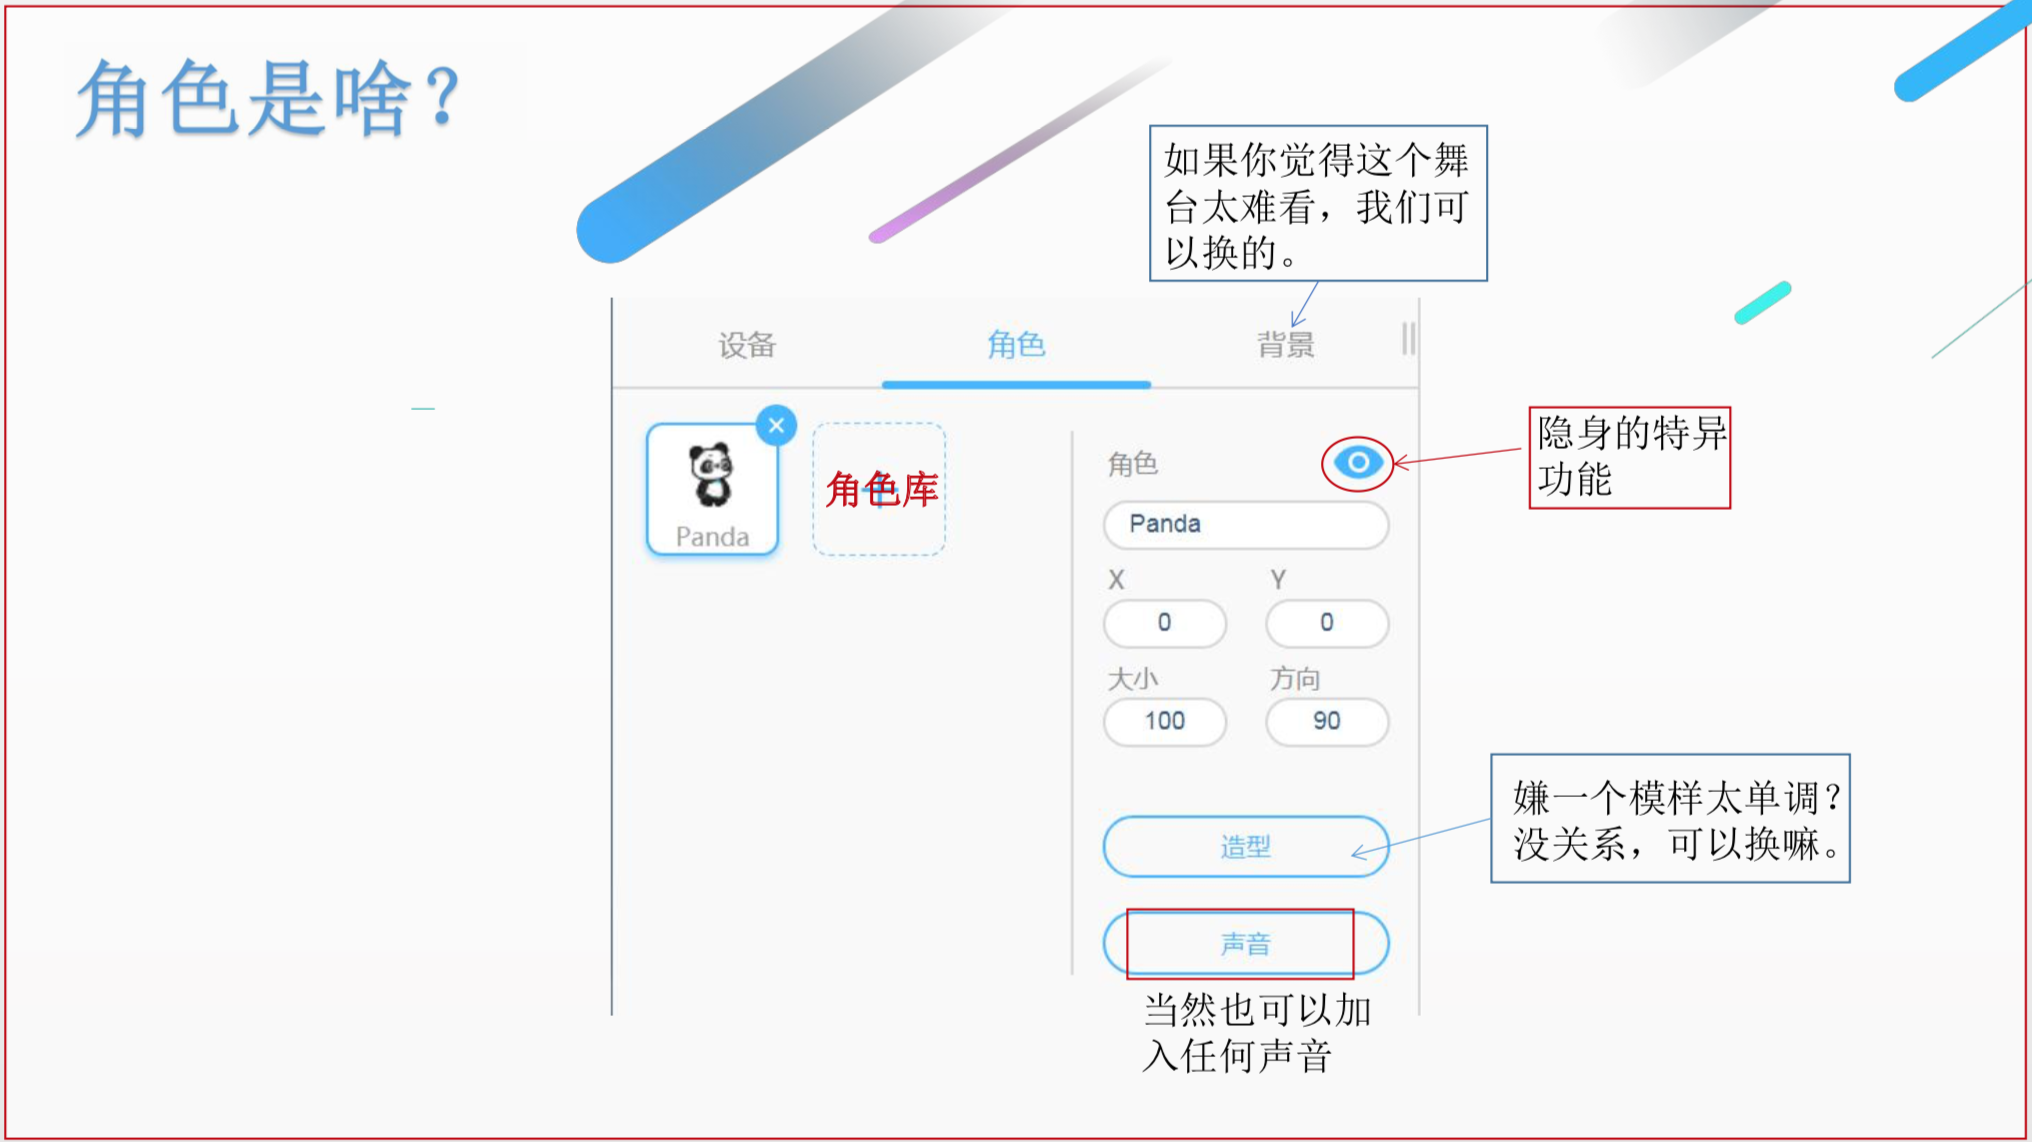 角色是啥？
如果你觉得这个舞
台太难看，我们可
以换的。
设备
角色
背景
Panda
角色库
角色
Panda
X
Y
0
0
大小
方向
100
90
造型
声音
隐身的特异
功能
嫌一个模样太单调？
没关系，可以换嘛。
当然也可以加
入任何声音